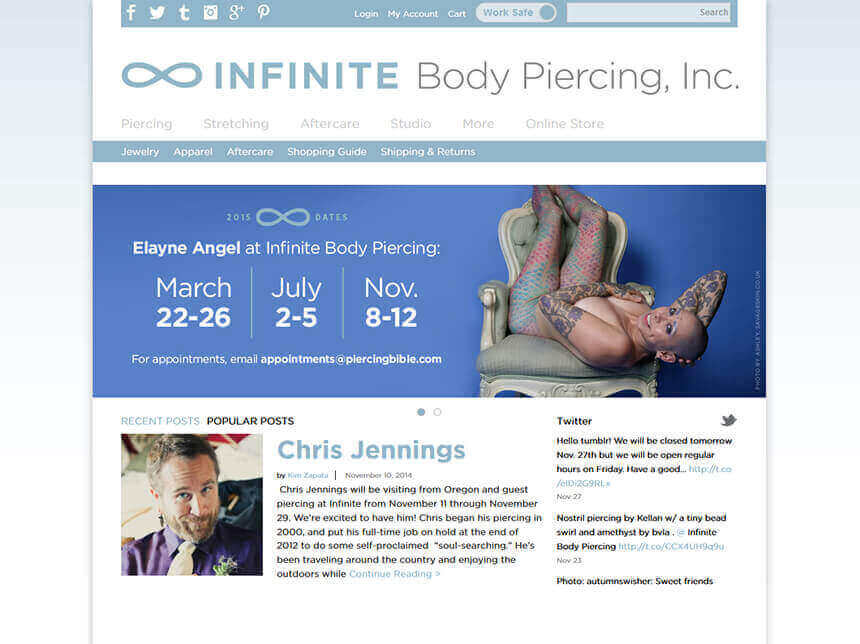 Login My Account Cart Work Safe Search
INFINITE Body Piercing, Inc.
Piercing Stretching Aftercare Studio More Online Store
Jewelry Apparel Aftercare Shopping Guide Shipping & Returns
2015 DATES
Elayne Angel at Infinite Body Piercing:
March July Nov.
22-26 2-5 8-12
For appointments, email appointments@piercingbible.com
PHOTO BY ASHLEY, SAVAGESKIN.CO.UK
RECENT POSTS POPULAR POSTS
Chris Jennings
by Kim Zapata | November 10, 2014
Chris Jennings will be visiting from Oregon and guest
piercing at Infinite from November 11 through November
29. We're excited to have him! Chris began his piercing in
2000, and put his full-time job on hold at the end of
2012 to do some self-proclaimed "soul-searching." He's
been traveling around the country and enjoying the
outdoors while Continue Reading >
Twitter
Hello tumblr! We will be closed tomorrow
Nov. 27th but we will be open regular
hours on Friday. Have a good... http://t.co
/eIDi2G9RLx
Nov 27
Nostril piercing by Kellan w/ a tiny bead
swirl and amethyst by bvla . @ Infinite
Body Piercing http://t.co/CCX4UH9q9u
Nov 23
Photo: autumnswisher: Sweet friends